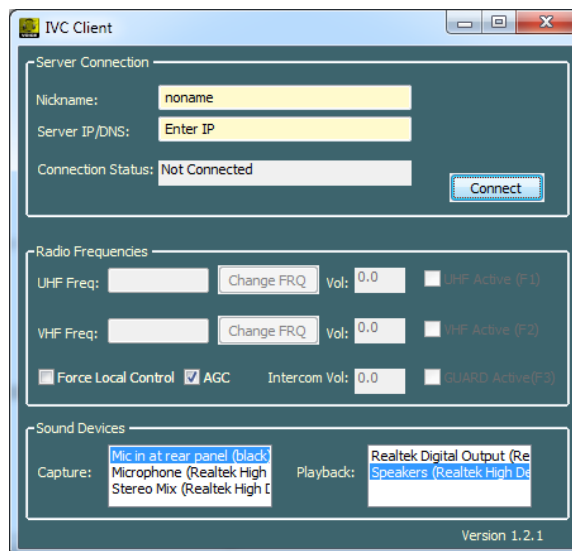 IVC Client
Server Connection
Nickname: noname
Server IP/DNS: Enter IP
Connection Status: Not Connected
Connect
Radio Frequencies
UHF Freq: Change FRQ Vol: 0.0 UHF Active (F1)
VHF Freq: Change FRQ Vol: 0.0 VHF Active (F2)
Force Local Control AGC Intercom Vol: 0.0 GUARD Active(F3)
Sound Devices
Capture: Mic in at rear panel (black)
Microphone (Realtek High
Stereo Mix (Realtek High D
Playback: Realtek Digital Output (Re
Speakers (Realtek High De
Version 1.2.1